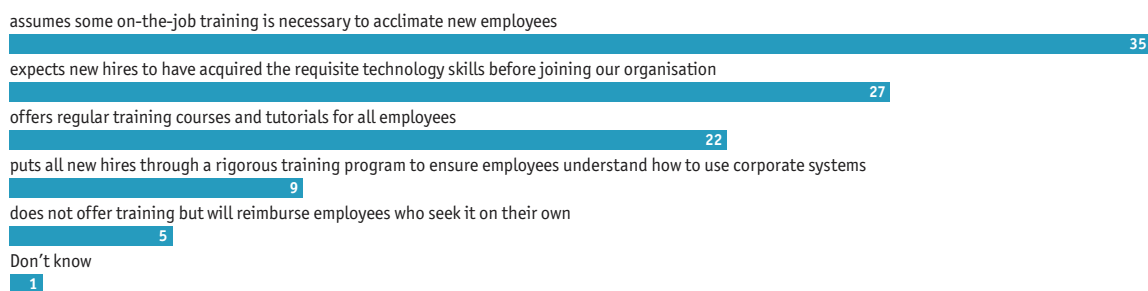 assumes some on-the-job training is necessary to acclimate new employees
35
expects new hires to have acquired the requisite technology skills before joining our organisation
27
offers regular training courses and tutorials for all employees
22
puts all new hires through a rigorous training program to ensure employees understand how to use corporate systems
9
does not offer training but will reimburse employees who seek it on their own
5
Don't know
1